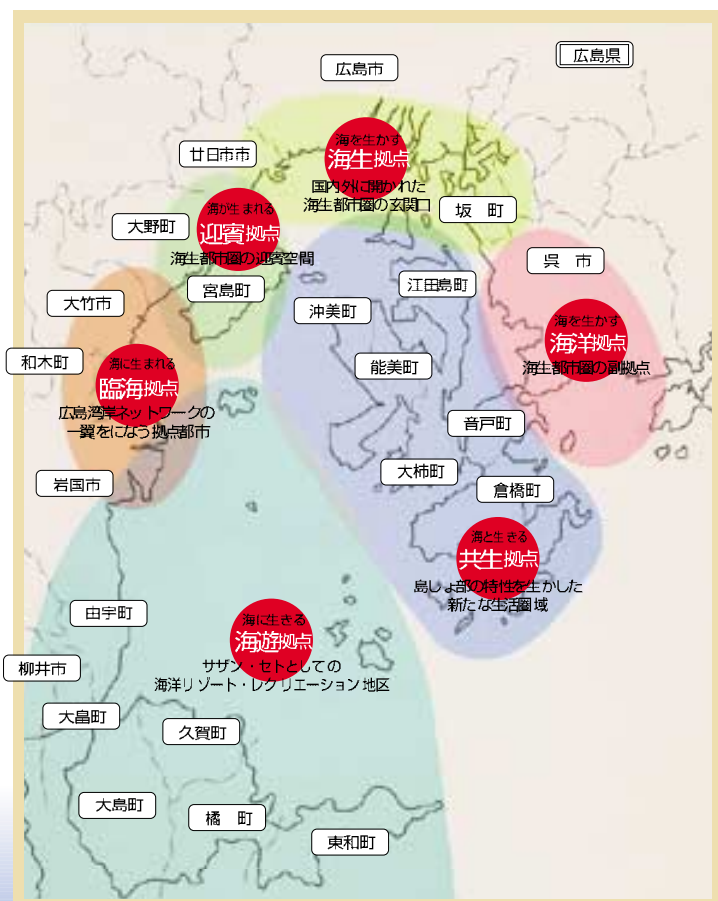 広島県
広島市
海を生かす
海生拠点
国内外に開かれた
海生都市圏の玄関口
廿日市市
海が生まれる
迎賓拠点
海生都市圏の迎賓空間
大野町
宮島町
坂　町
呉　市
海を生かす
海洋拠点
海生都市圏の副拠点
江田島町
沖美町
能美町
大竹市
和木町
海に生まれる
臨海拠点
広島湾岸ネットワークの
一翼をになう拠点都市
岩国市
音戸町
大柿町
倉橋町
海と生きる
共生拠点
島しょ部の特性を生かした
新たな生活圏域
由宇町
海に生きる
海遊拠点
サザン・セトとしての
海洋リゾート・レクリエーション地区
柳井市
大畠町
久賀町
大島町
橘　町
東和町